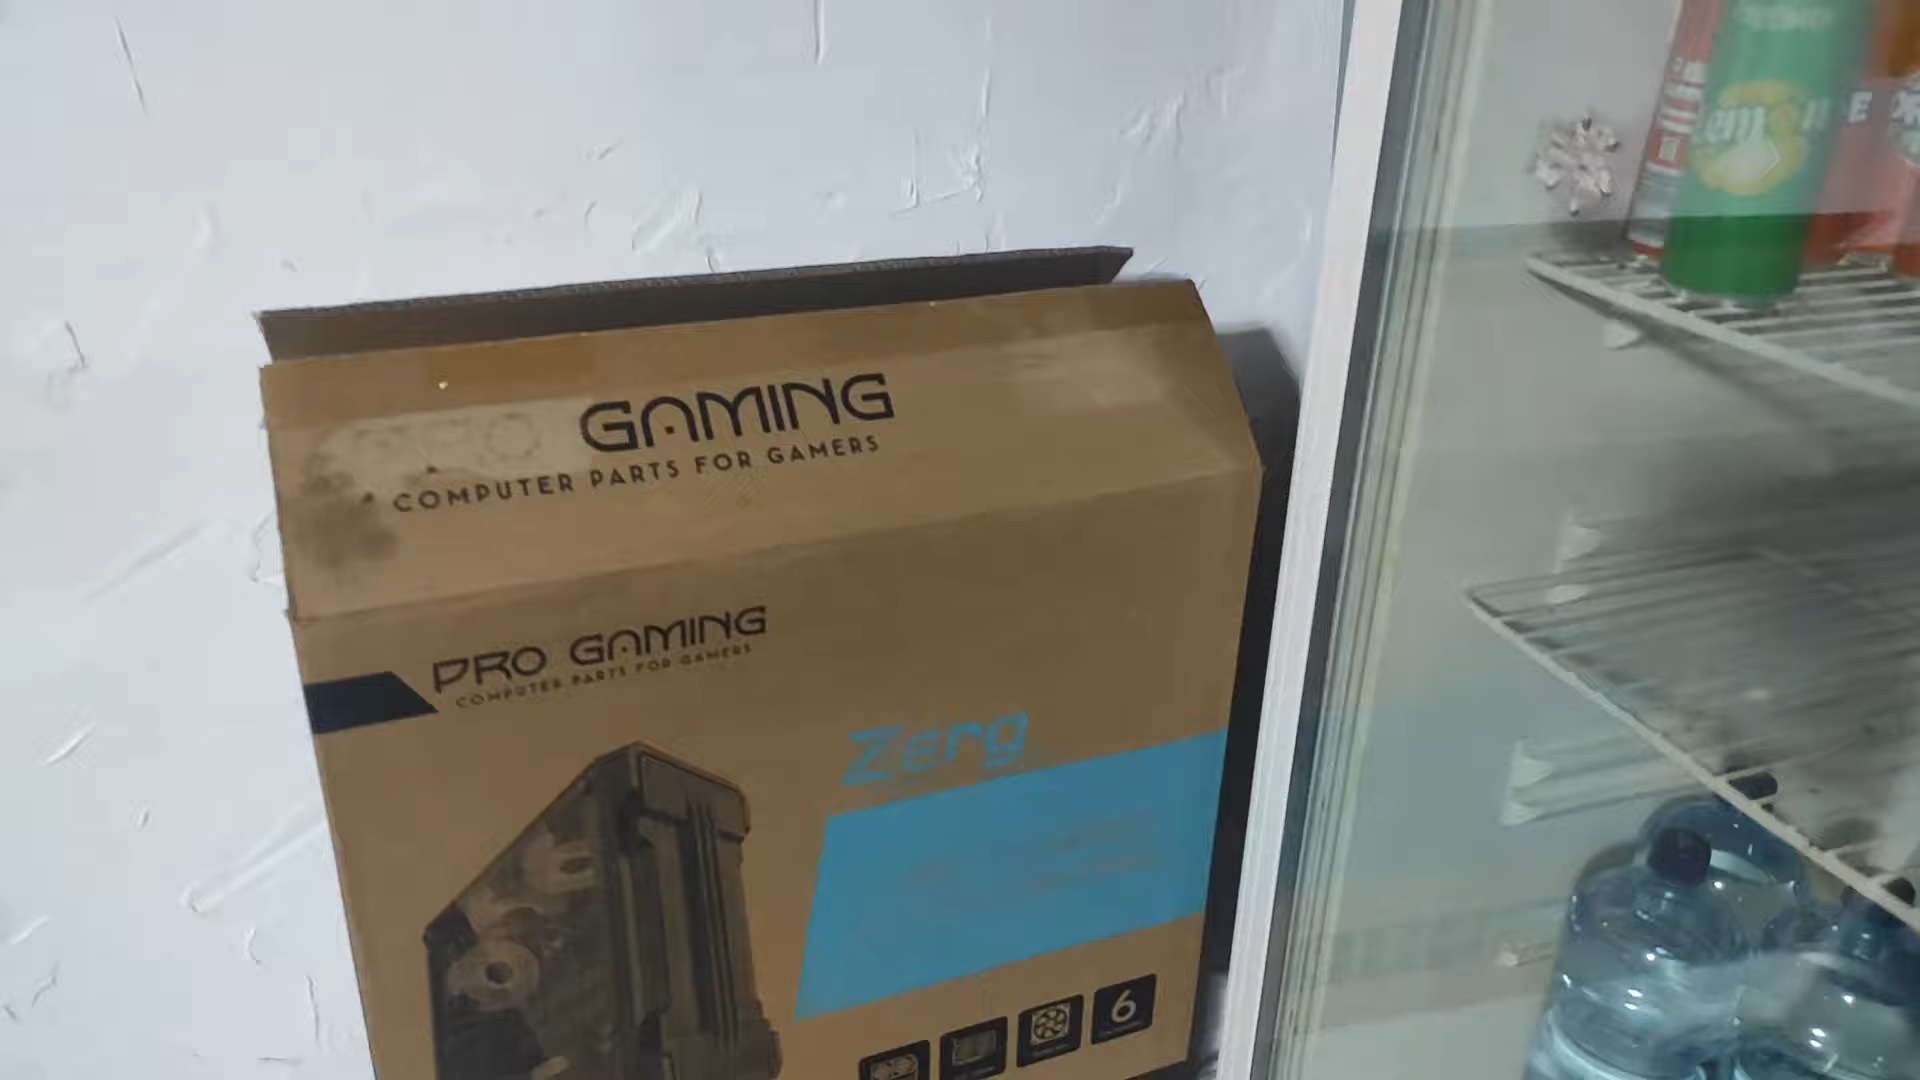 GAMING
COMPUTER PARTS FOR GAMERS
PRO GAMING
COMPUTER PARTS FOR GAMERS
Zerg
6